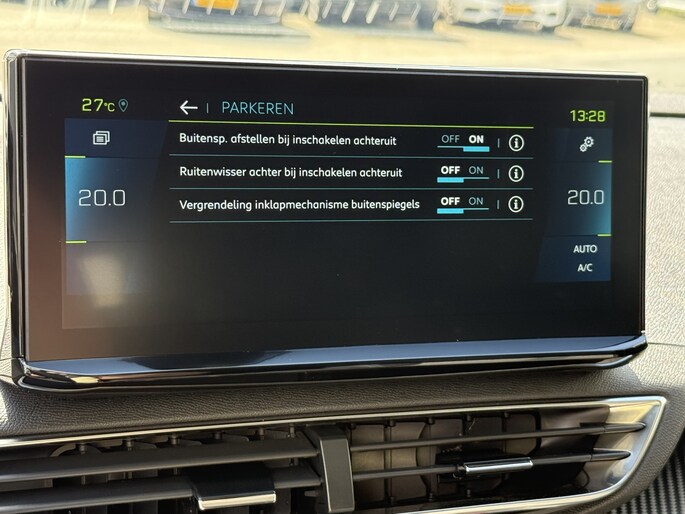 27°C
PARKEREN
13:28
Buitensp. afstellen bij inschakelen achteruit OFF ON
Ruitenwisser achter bij inschakelen achteruit OFF ON
20.0
20.0
Vergrendeling inklapmechanisme buitenspiegels OFF ON
AUTO
A/C